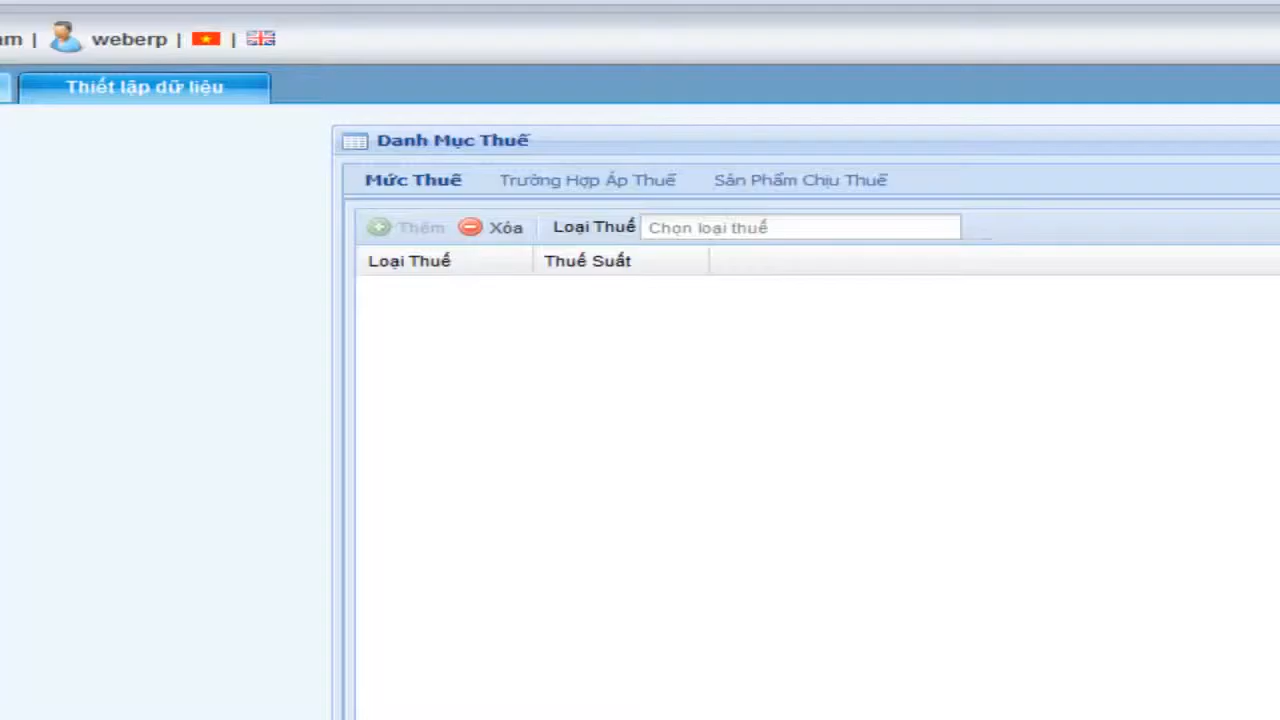 am | weberp | |
Thiết lập dữ liệu
Danh Mục Thuế
Mức Thuế Trường Hợp Áp Thuế Sản Phẩm Chịu Thuế
Thêm Xóa Loại Thuế Chọn loại thuế
Loại Thuế Thuế Suất